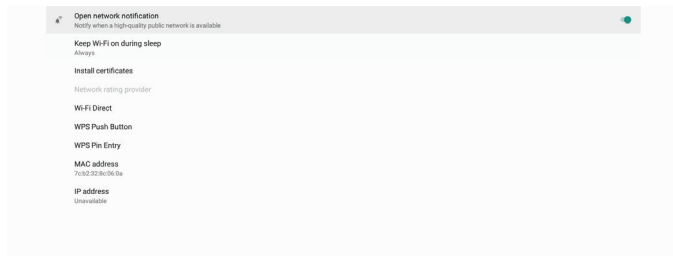 Open network notification
Notify when a high-quality public network is available
Keep Wi-Fi on during sleep
Always
Install certificates
Network rating provider
Wi-Fi Direct
WPS Push Button
WPS Pin Entry
MAC address
7c:b2:32:8c:06:0a
IP address
Unavailable